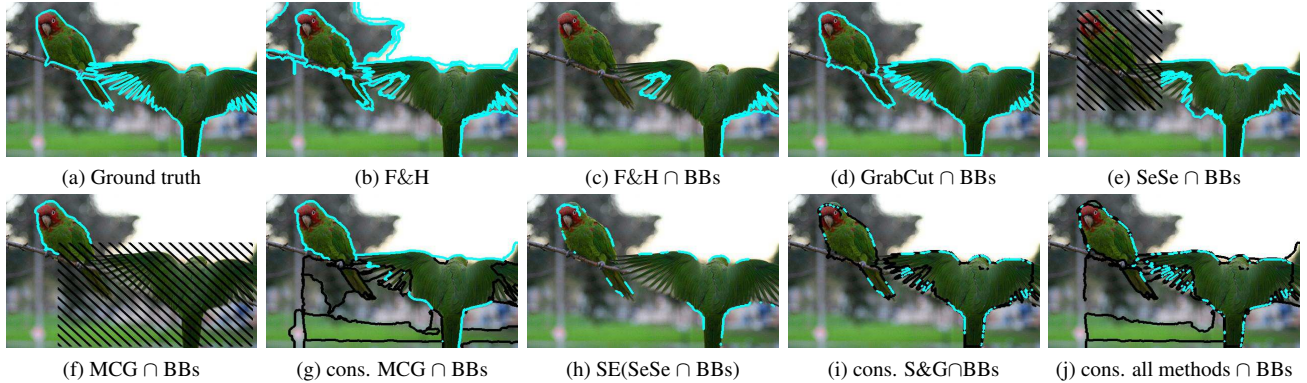 (a) Ground truth
(b) F&H
(c) F&H ∩ BBs
(d) GrabCut ∩ BBs
(e) SeSe ∩ BBs
(f) MCG ∩ BBs
(g) cons. MCG ∩ BBs
(h) SE(SeSe ∩ BBs)
(i) cons. S&G∩BBs
(j) cons. all methods ∩ BBs